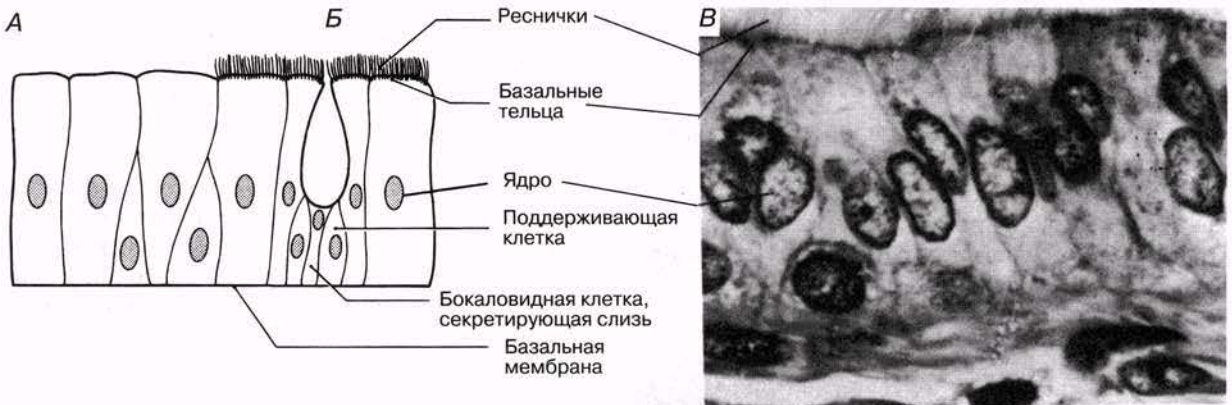 А
Б
В
Реснички
Базальные
тельца
Ядро
Поддерживающая
клетка
Бокаловидная клетка,
секретирующая слизь
Базальная
мембрана